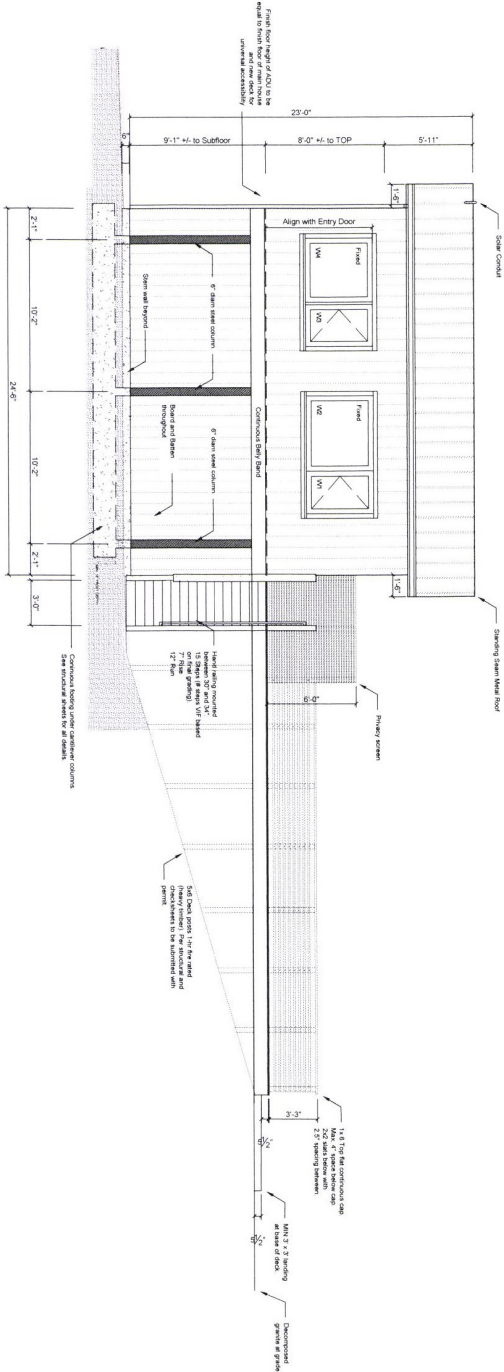 Solar Conduit
Standing Seam Metal Roof
Finish floor height of ADU to be
equal to finish floor of main house
and new deck for
universal accessibility
23'-0"
6"
9'-1" +/- to Subfloor
8'-0" +/- to TOP
5'-11"
1'-6"
1'-6"
Align with Entry Door
Fixed
W4
W3
Fixed
W2
W1
Privacy screen
6'-0"
Continuous Belly Band
6" diam steel column
6" diam steel column
Stem wall beyond
Board and Batten
throughout
2'-1"
10'-2"
10'-2"
2'-1"
3'-0"
24'-6"
Hand railing mounted
between 30" and 34"
15 Steps (# steps VIF based
on final grading)
7" Rise
12" Run
Continuous footing under cantilever columns
See structural sheets for all details
5x6 Deck posts 1-hr fire rated
(heavy timber). Per structural and
checksheets to be submitted with
permit.
1x 6 Top flat continuous cap
Max. 4" space below cap
2x2 slats below with
2.5" spacing between
3'-3"
5½"
5½"
MIN 3' x 3' landing
at base of deck.
Decomposed
granite at grade